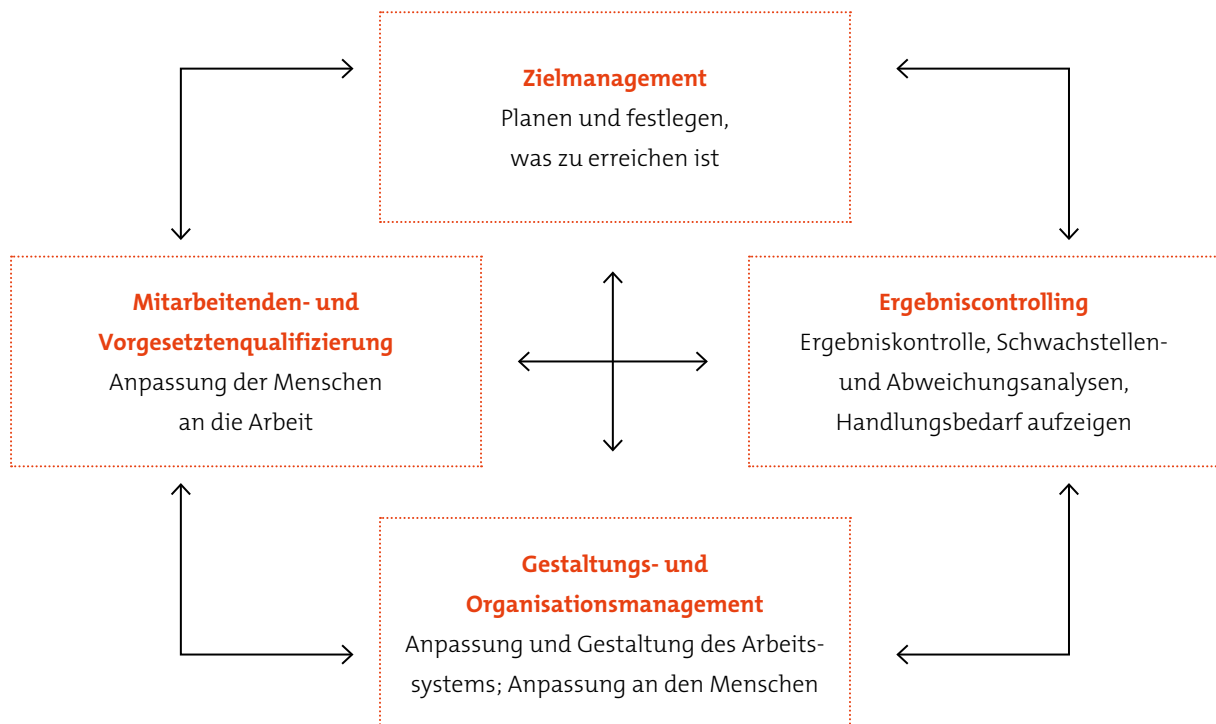 Zielmanagement
Planen und festlegen,
was zu erreichen ist
Mitarbeitenden- und
Vorgesetztenqualifizierung
Anpassung der Menschen
an die Arbeit
Ergebniscontrolling
Ergebniskontrolle, Schwachstellen-
und Abweichungsanalysen,
Handlungsbedarf aufzeigen
Gestaltungs- und
Organisationsmanagement
Anpassung und Gestaltung des Arbeits-
systems; Anpassung an den Menschen